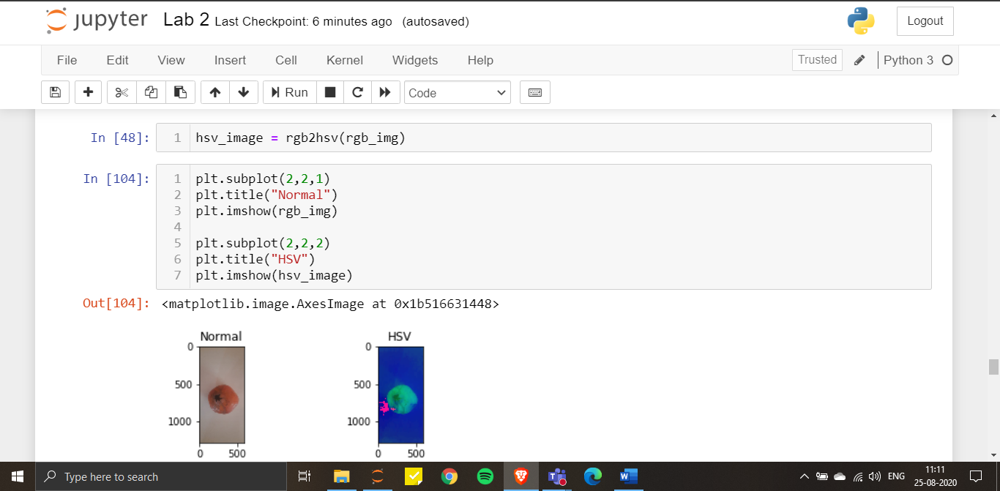 jupyter Lab 2 Last Checkpoint: 6 minutes ago (autosaved) Logout
File Edit View Insert Cell Kernel Widgets Help Trusted Python 3
Run Code
In [48]: 1 hsv_image = rgb2hsv(rgb_img)
In [104]: 1 plt.subplot(2,2,1)
2 plt.title("Normal")
3 plt.imshow(rgb_img)
4
5 plt.subplot(2,2,2)
6 plt.title("HSV")
7 plt.imshow(hsv_image)
Out[104]: <matplotlib.image.AxesImage at 0x1b516631448>
Normal HSV
0 0
500 500
1000 1000
0 500 0 500
Type here to search ENG 11:11
25-08-2020